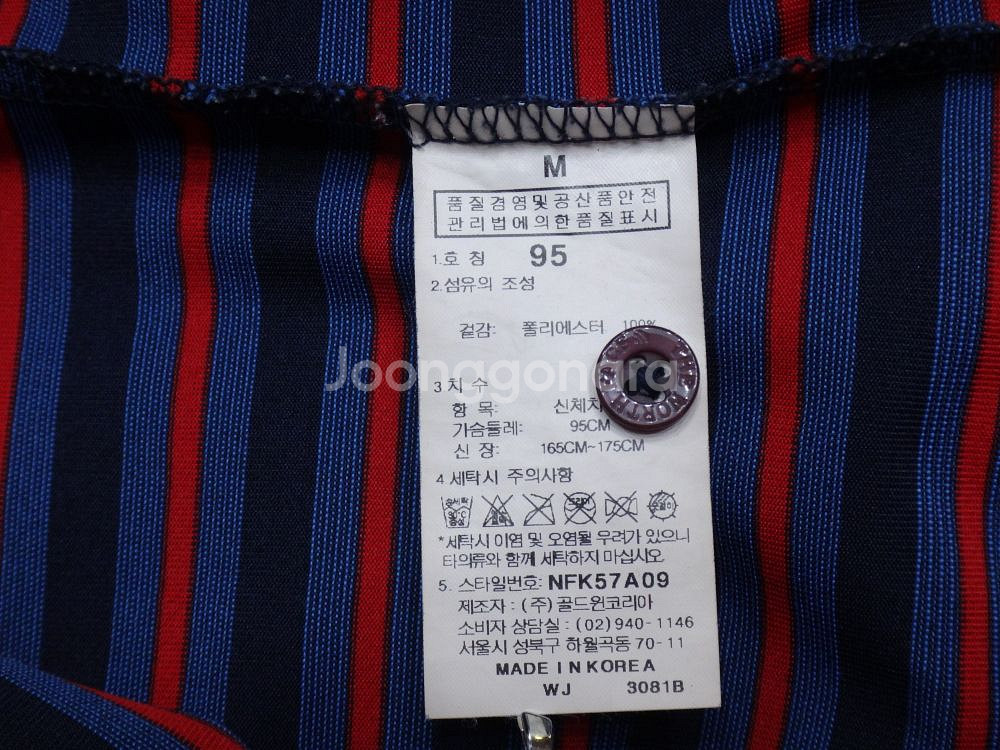 M
품질경영및공산품안전
관리법에의한품질표시
1.호 칭 95
2.섬유의 조성
겉감: 폴리에스터 100%
Joonggonara
3 치 수
항 목: 신체치
가슴둘레: 95CM
신 장: 165CM~175CM
4.세탁시 주의사항
*세탁시 이염 및 오염될 우려가 있으니
타의류와 함께 세탁하지 마십시오
5. 스타일번호: NFK57A09
제조자 : (주) 골드윈코리아
소비자 상담실 : (02) 940-1146
서울시 성북구 하월곡동 70-11
MADE IN KOREA
WJ 3081B
NORTH